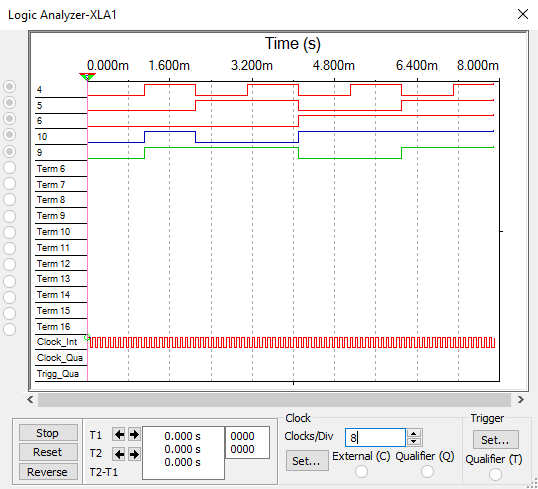 Logic Analyzer-XLA1
Time (s)
0.000m 1.600m 3.200m 4.800m 6.400m 8.000m
4
5
6
10
9
Term 6
Term 7
Term 8
Term 9
Term 10
Term 11
Term 12
Term 13
Term 14
Term 15
Term 16
Clock_Int
Clock_Qua
Trigg_Qua
Stop
Reset
Reverse
T1
T2
T2-T1
0.000 s
0.000 s
0.000 s
0000
0000
Clock
Clocks/Div 8
Set... External (C) Qualifier (Q)
Trigger
Set...
Qualifier (T)